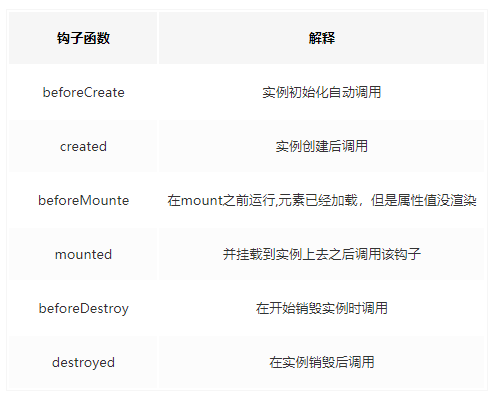 钩子函数 解释
beforeCreate 实例初始化自动调用
created 实例创建后调用
beforeMounte 在mount之前运行,元素已经加载，但是属性值没渲染
mounted 并挂载到实例上去之后调用该钩子
beforeDestroy 在开始销毁实例时调用
destroyed 在实例销毁后调用